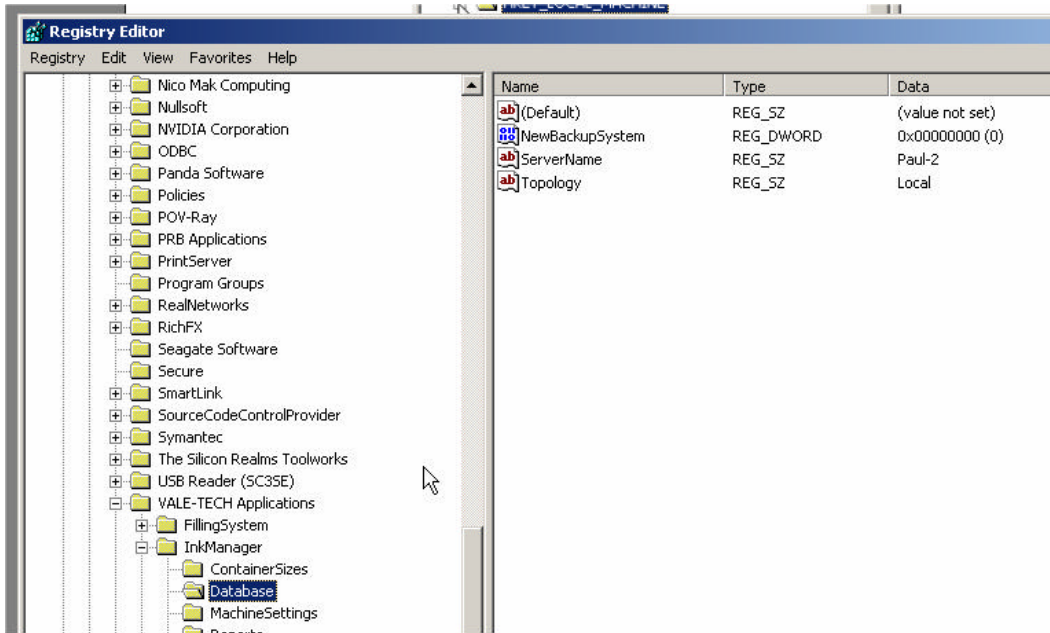 HKEY_LOCAL_MACHINE
Registry Editor
Registry Edit View Favorites Help
Nico Mak Computing
Nullsoft
NVIDIA Corporation
ODBC
Panda Software
Policies
POV-Ray
PRB Applications
PrintServer
Program Groups
RealNetworks
RichFX
Seagate Software
Secure
SmartLink
SourceCodeControlProvider
Symantec
The Silicon Realms Toolworks
USB Reader (SC3SE)
VALE-TECH Applications
FillingSystem
InkManager
ContainerSizes
Database
MachineSettings
Reports
Name Type Data
(Default) REG_SZ (value not set)
NewBackupSystem REG_DWORD 0x00000000 (0)
ServerName REG_SZ Paul-2
Topology REG_SZ Local